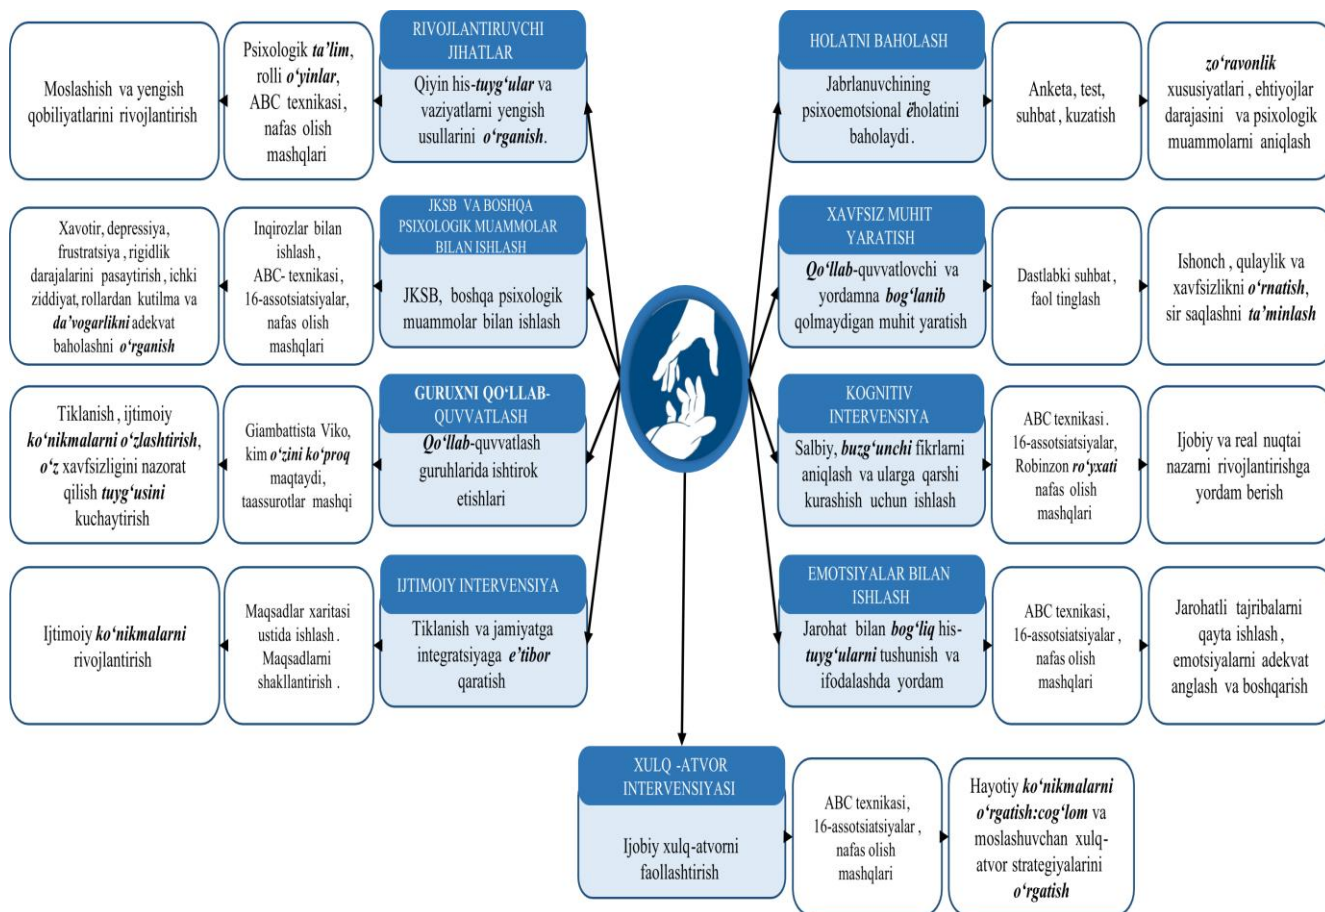 RIVOJLANTIRUVCHI
JIHATLAR
Qiyin his-tuyg‘ular va
vaziyatlarni yengish
usullarini o‘rganish.
Psixologik ta’lim,
rolli o‘yinlar,
ABC texnikasi,
nafas olish
mashqlari
Moslashish va yengish
qobiliyatlarini rivojlantirish
JKSB VA BOSHQA
PSIXOLOGIK MUAMMOLAR
BILAN ISHLASH
JKSB, boshqa psixologik
muammolar bilan ishlash
Inqirozlar bilan
ishlash,
ABC- texnikasi,
16-assotsiatsiyalar,
nafas olish
mashqlari
Xavotir, depressiya,
frustratsiya, rigidlik
darajalarini pasaytirish, ichki
ziddiyat, rollardan kutilma va
da’vogarlikni adekvat
baholashni o‘rganish
GURUXNI QO‘LLAB-
QUVVATLASH
Qo‘llab-quvvatlash
guruhlarida ishtirok
etishlari
Giambattista Viko,
kim o‘zini ko‘proq
maqtaydi,
taassurotlar mashqi
Tiklanish, ijtimoiy
ko‘nikmalarni o‘zlashtirish,
o‘z xavfsizligini nazorat
qilish tuyg‘usini
kuchaytirish
IJTIMOIY INTERVENSIYA
Tiklanish va jamiyatga
integratsiyaga e’tibor
qaratish
Maqsadlar xaritasi
ustida ishlash.
Maqsadlarni
shakllantirish.
Ijtimoiy ko‘nikmalarni
rivojlantirish
HOLATNI BAHOLASH
Jabrlanuvchining
psixoemotsional ёholatini
baholaydi.
Anketa, test,
suhbat, kuzatish
zo‘ravonlik
xususiyatlari, ehtiyojlar
darajasini va psixologik
muammolarni aniqlash
XAVFSIZ MUHIT
YARATISH
Qo‘llab-quvvatlovchi va
yordamna bog‘lanib
qolmaydigan muhit yaratish
Dastlabki suhbat,
faol tinglash
Ishonch, qulaylik va
xavfsizlikni o‘rnatish,
sir saqlashni ta’minlash
KOGNITIV
INTERVENSIYA
Salbiy, buzg‘unchi fikrlarni
aniqlash va ularga qarshi
kurashish uchun ishlash
ABC texnikasi.
16-assotsiatsiyalar,
Robinzon ro‘yxati
nafas olish
mashqlari
Ijobiy va real nuqtai
nazarni rivojlantirishga
yordam berish
EMOTSIYALAR BILAN
ISHLASH
Jarohat bilan bog‘liq his-
tuyg‘ularni tushunish va
ifodalashda yordam
ABC texnikasi,
16-assotsiatsiyalar,
nafas olish
mashqlari
Jarohatli tajribalarni
qayta ishlash,
emotsiyalarni adekvat
anglash va boshqarish
XULQ -ATVOR
INTERVENSIYASI
Ijobiy xulq-atvorni
faollashtirish
ABC texnikasi,
16-assotsiatsiyalar,
nafas olish
mashqlari
Hayotiy ko‘nikmalarni
o‘rgatish:cog‘lom va
moslashuvchan xulq-
atvor strategiyalarini
o‘rgatish